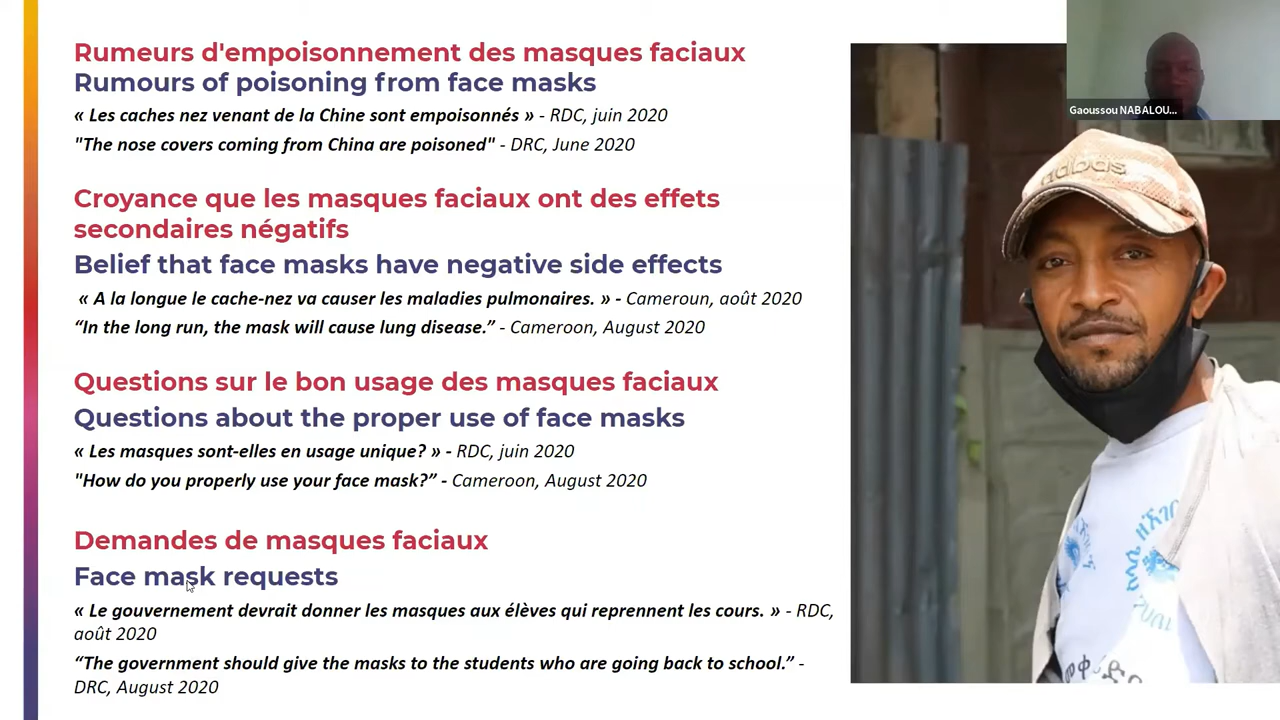 Rumeurs d'empoisonnement des masques faciaux
Rumours of poisoning from face masks
« Les caches nez venant de la Chine sont empoisonnés » - RDC, juin 2020
"The nose covers coming from China are poisoned" - DRC, June 2020
Croyance que les masques faciaux ont des effets
secondaires négatifs
Belief that face masks have negative side effects
« A la longue le cache-nez va causer les maladies pulmonaires. » - Cameroun, août 2020
“In the long run, the mask will cause lung disease.” - Cameroon, August 2020
Questions sur le bon usage des masques faciaux
Questions about the proper use of face masks
« Les masques sont-elles en usage unique? » - RDC, juin 2020
"How do you properly use your face mask?” - Cameroon, August 2020
Demandes de masques faciaux
Face mask requests
« Le gouvernement devrait donner les masques aux élèves qui reprennent les cours. » - RDC,
août 2020
“The government should give the masks to the students who are going back to school.” -
DRC, August 2020
Gaoussou NABALOU...